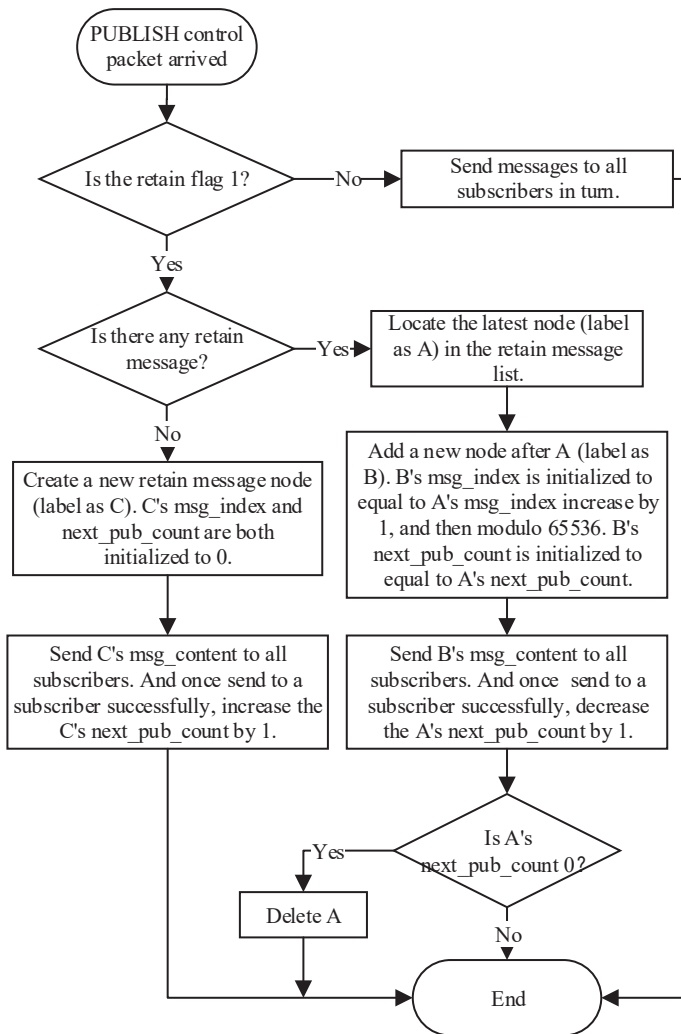 PUBLISH control
packet arrived
Is the retain flag 1?
No
Send messages to all
subscribers in turn.
Yes
Is there any retain
message?
Yes
Locate the latest node (label
as A) in the retain message
list.
No
Create a new retain message node
(label as C). C's msg_index and
next_pub_count are both
initialized to 0.
Add a new node after A (label as
B). B's msg_index is initialized to
equal to A's msg_index increase by
1, and then modulo 65536. B's
next_pub_count is initialized to
equal to A's next_pub_count.
Send C's msg_content to all
subscribers. And once send to a
subscriber successfully, increase the
C's next_pub_count by 1.
Send B's msg_content to all
subscribers. And once send to a
subscriber successfully, decrease
the A's next_pub_count by 1.
Is A's
next_pub_count 0?
Yes
Delete A
No
End